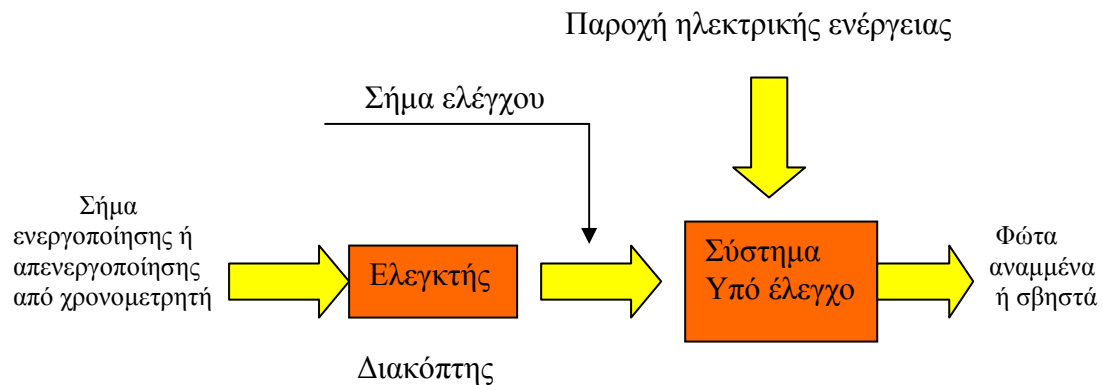 Παροχή ηλεκτρικής ενέργειας
Σήμα ελέγχου
Σήμα
ενεργοποίησης ή
απενεργοποίησης
από χρονομετρητή
Ελεγκτής
Σύστημα
Υπό έλεγχο
Φώτα
αναμμένα
ή σβηστά
Διακόπτης